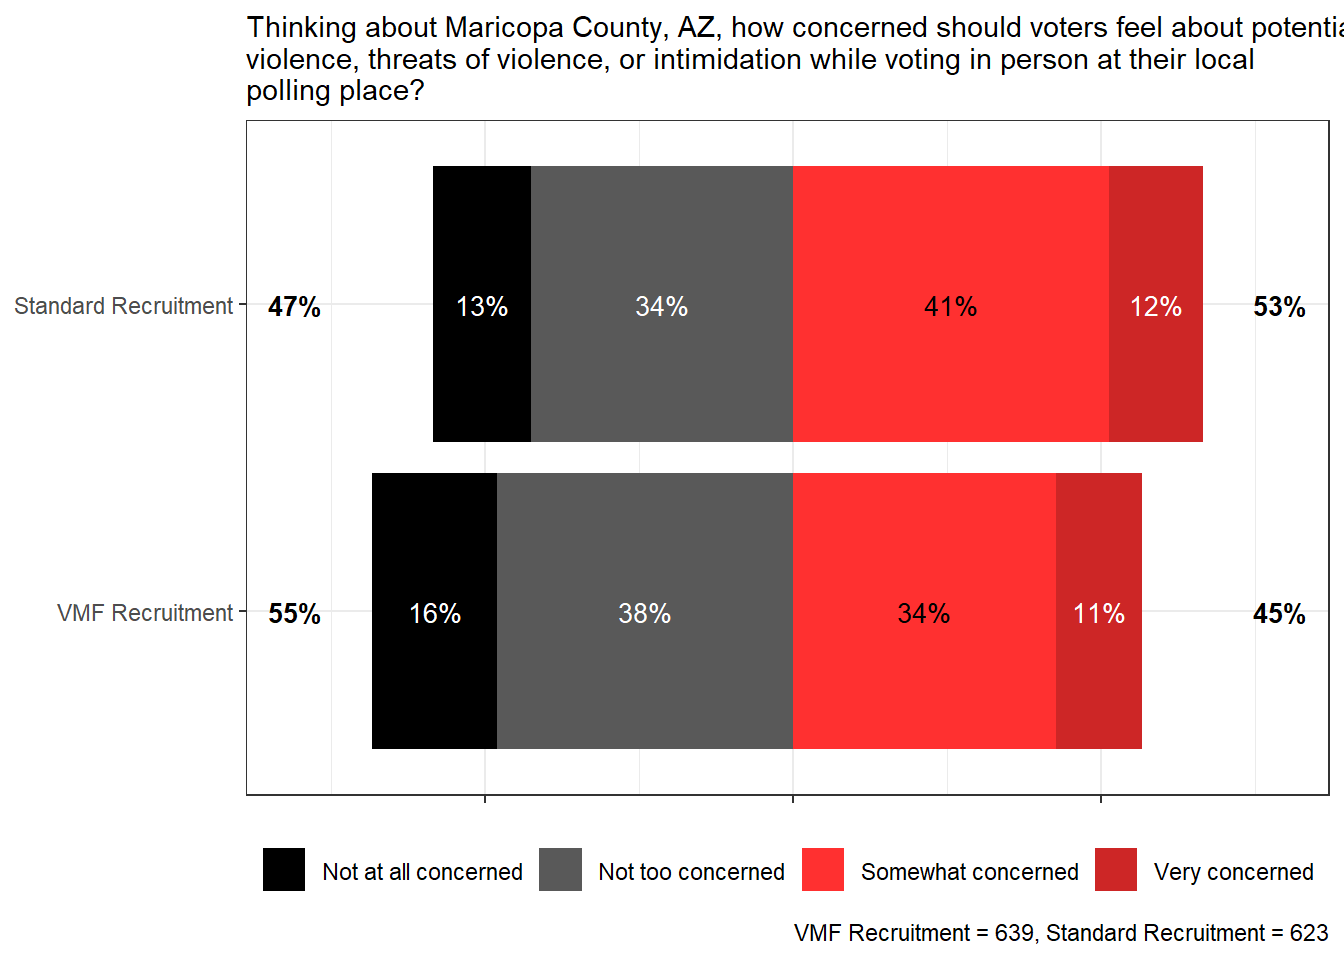 Thinking about Maricopa County, AZ, how concerned should voters feel about potentia
violence, threats of violence, or intimidation while voting in person at their local
polling place?
Standard Recruitment 47% 13% 34% 41% 12% 53%
VMF Recruitment 55% 16% 38% 34% 11% 45%
Not at all concerned Not too concerned Somewhat concerned Very concerned
VMF Recruitment = 639, Standard Recruitment = 623